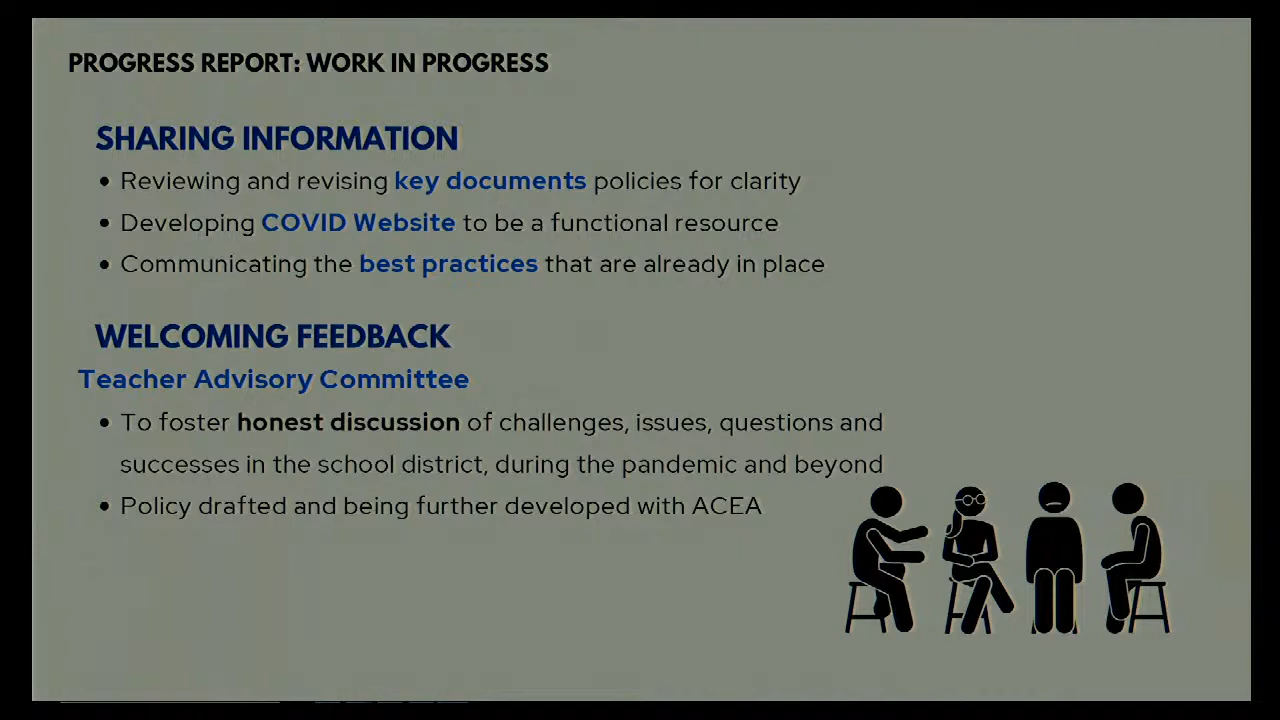 PROGRESS REPORT: WORK IN PROGRESS
SHARING INFORMATION
• Reviewing and revising key documents policies for clarity
• Developing COVID Website to be a functional resource
• Communicating the best practices that are already in place
WELCOMING FEEDBACK
Teacher Advisory Committee
• To foster honest discussion of challenges, issues, questions and
successes in the school district, during the pandemic and beyond
• Policy drafted and being further developed with ACEA